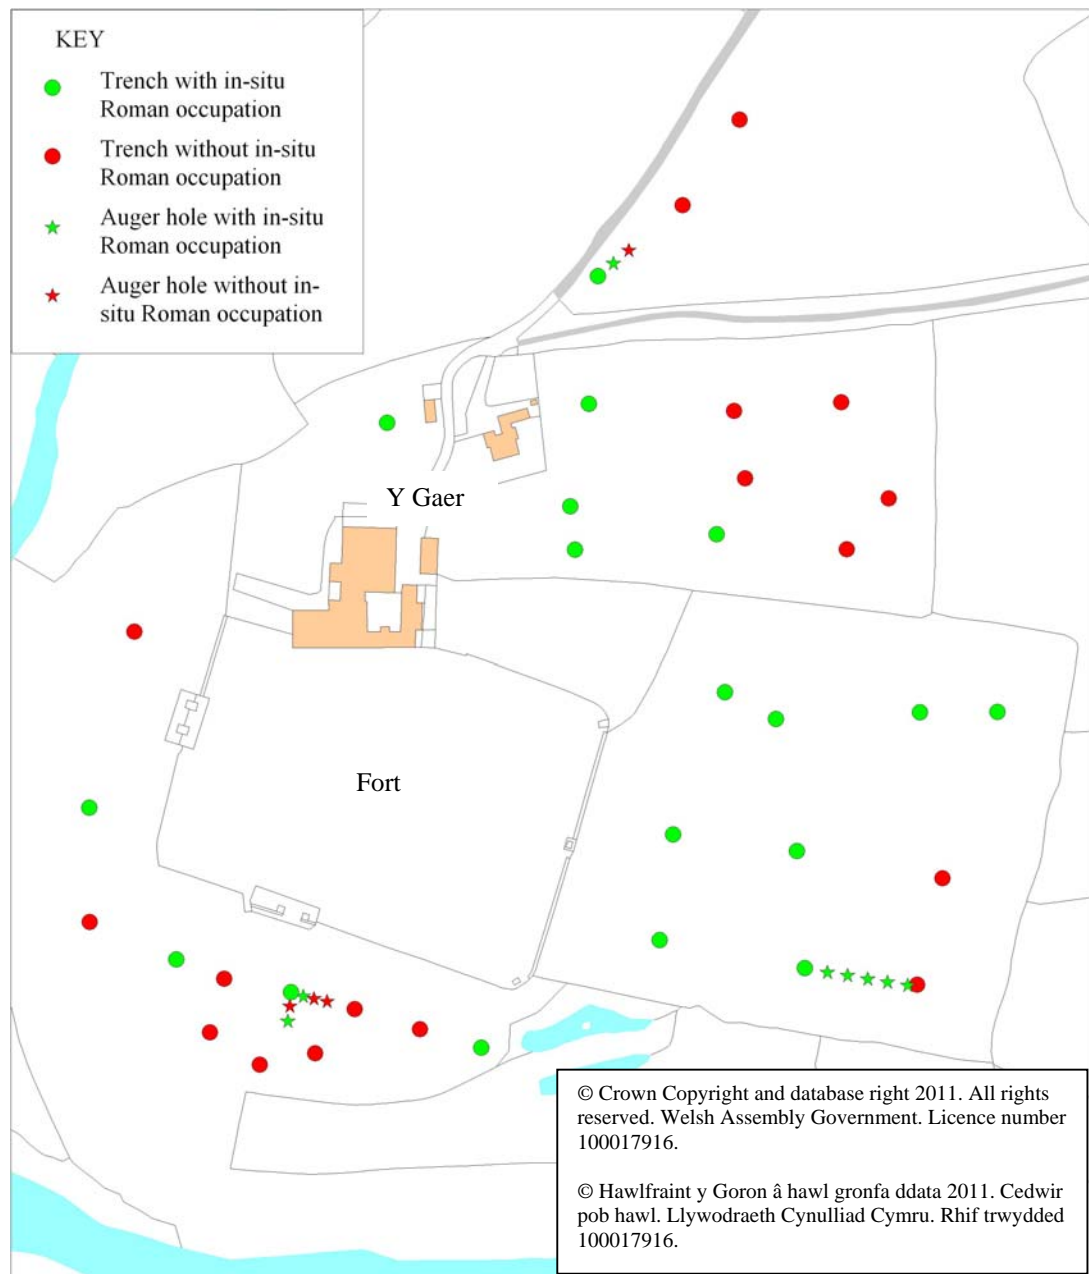 KEY
Trench with in-situ
Roman occupation
Trench without in-situ
Roman occupation
Auger hole with in-situ
Roman occupation
Auger hole without in-
situ Roman occupation
Y Gaer
Fort
© Crown Copyright and database right 2011. All rights
reserved. Welsh Assembly Government. Licence number
100017916.
© Hawlfraint y Goron â hawl gronfa ddata 2011. Cedwir
pob hawl. Llywodraeth Cynulliad Cymru. Rhif trwydded
100017916.